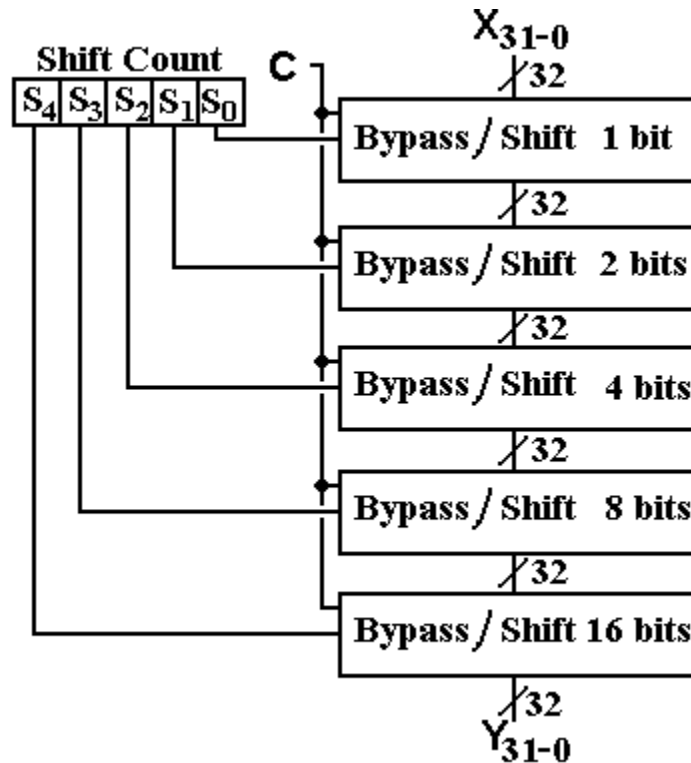 X31-0
Shift Count
C
32
S4 S3 S2 S1 S0
Bypass / Shift 1 bit
32
Bypass / Shift 2 bits
32
Bypass / Shift 4 bits
32
Bypass / Shift 8 bits
32
Bypass / Shift 16 bits
32
Y31-0